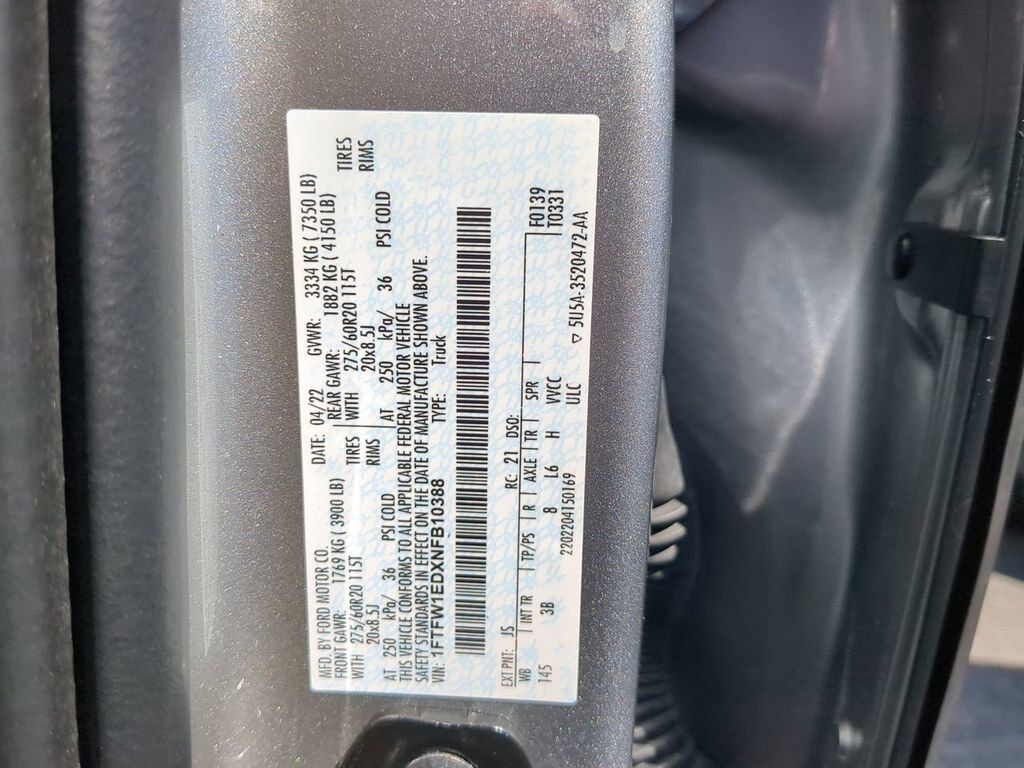 MFD. BY FORD MOTOR CO. DATE: 04/22 GVWR: 3334 KG ( 7350 LB)
FRONT GAWR: 1769 KG ( 3900 LB) REAR GAWR: 1882 KG ( 4150 LB)
WITH 275/60R20 115T TIRES WITH 275/60R20 115T TIRES
20x8.5J RIMS 20x8.5J RIMS
AT 250 kPa/ 36 PSI COLD AT 250 kPa/ 36 PSI COLD
THIS VEHICLE CONFORMS TO ALL APPLICABLE FEDERAL MOTOR VEHICLE
SAFETY STANDARDS IN EFFECT ON THE DATE OF MANUFACTURE SHOWN ABOVE.
VIN: 1FTFW1EDXNFB10388 TYPE: Truck
EXT PNT: JS RC: 21 DSO: F0139
WB INT TR TP/PS R AXLE TR SPR T0331
145 3B 8 L6 H VVCC
2202204150169 ULC ▽ 5U5A-3520472-AA